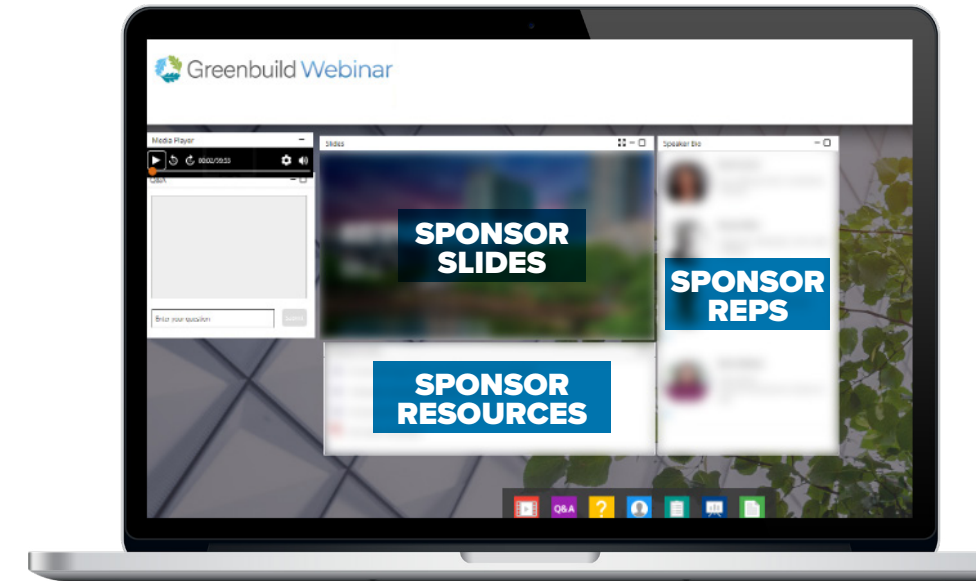 Greenbuild Webinar
Media Player
00:02/59:53
Q&A
Enter your question
Submit
Slides
SPONSOR
SLIDES
Speaker Bio
SPONSOR
REPS
SPONSOR
RESOURCES
Q&A
?